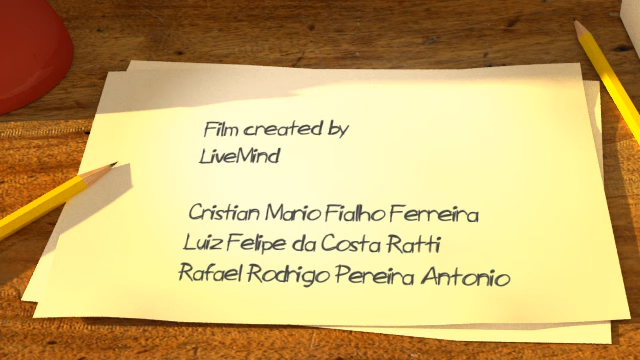 Film created by
LiveMind
Cristian Mario Fialho Ferreira
Luiz Felipe da Costa Ratti
Rafael Rodrigo Pereira Antonio